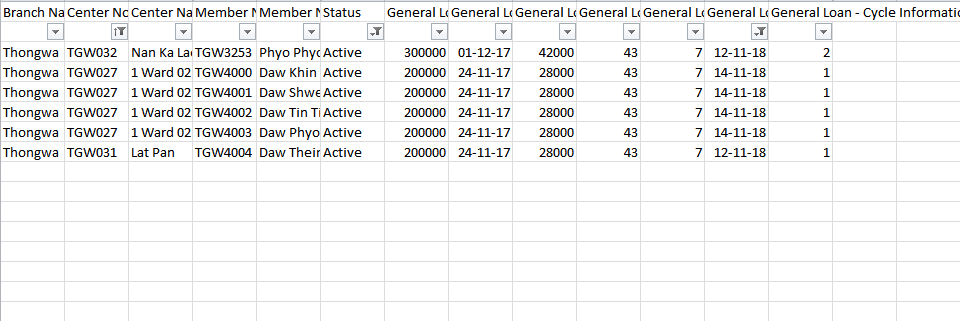 Branch Na Center No Center Na Member N Member N Status General Lo General Lo General Lo General Lo General Lo General Lo General Loan - Cycle Informatio
Thongwa TGW032 Nan Ka Lac TGW3253 Phyo Phyo Active 300000 01-12-17 42000 43 7 12-11-18 2
Thongwa TGW027 1 Ward 02 TGW4000 Daw Khin Active 200000 24-11-17 28000 43 7 14-11-18 1
Thongwa TGW027 1 Ward 02 TGW4001 Daw Shwe Active 200000 24-11-17 28000 43 7 14-11-18 1
Thongwa TGW027 1 Ward 02 TGW4002 Daw Tin Ti Active 200000 24-11-17 28000 43 7 14-11-18 1
Thongwa TGW027 1 Ward 02 TGW4003 Daw Phyo Active 200000 24-11-17 28000 43 7 14-11-18 1
Thongwa TGW031 Lat Pan TGW4004 Daw Thein Active 200000 24-11-17 28000 43 7 12-11-18 1